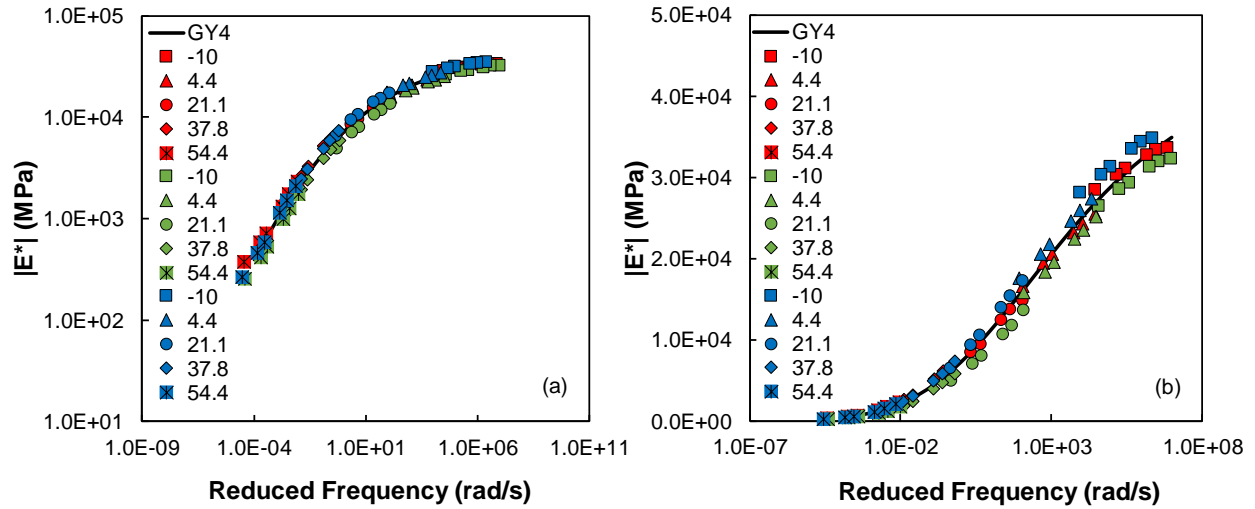 1.0E+05
1.0E+04
1.0E+03
1.0E+02
1.0E+01
|E*| (MPa)
GY4
-10
4.4
21.1
37.8
54.4
-10
4.4
21.1
37.8
54.4
-10
4.4
21.1
37.8
54.4
(a)
1.0E-09 1.0E-04 1.0E+01 1.0E+06 1.0E+11
Reduced Frequency (rad/s)
5.0E+04
4.0E+04
3.0E+04
2.0E+04
1.0E+04
0.0E+00
|E*| (MPa)
GY4
-10
4.4
21.1
37.8
54.4
-10
4.4
21.1
37.8
54.4
-10
4.4
21.1
37.8
54.4
(b)
1.0E-07 1.0E-02 1.0E+03 1.0E+08
Reduced Frequency (rad/s)